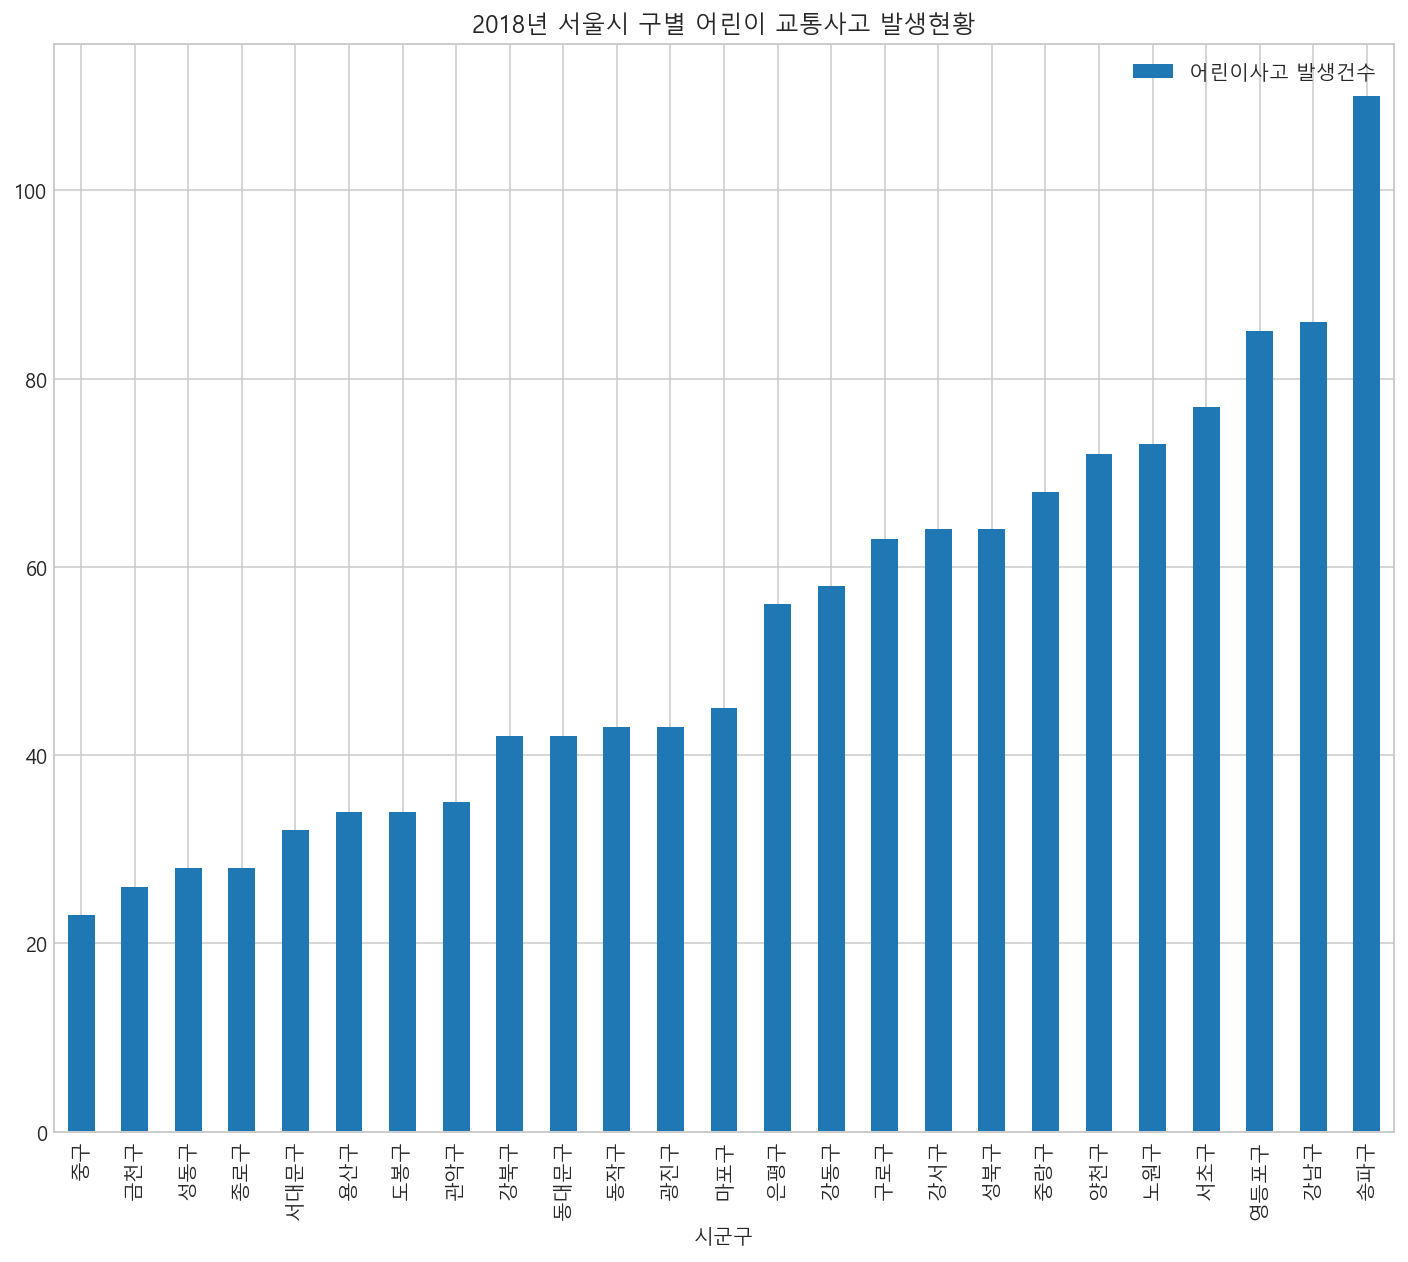 2018년 서울시 구별 어린이 교통사고 발생현황
어린이사고 발생건수
100
80
60
40
20
0
중구
금천구
성동구
종로구
서대문구
용산구
도봉구
관악구
강북구
동대문구
동작구
광진구
마포구
은평구
강동구
구로구
강서구
성북구
중랑구
양천구
노원구
서초구
영등포구
강남구
송파구
시군구